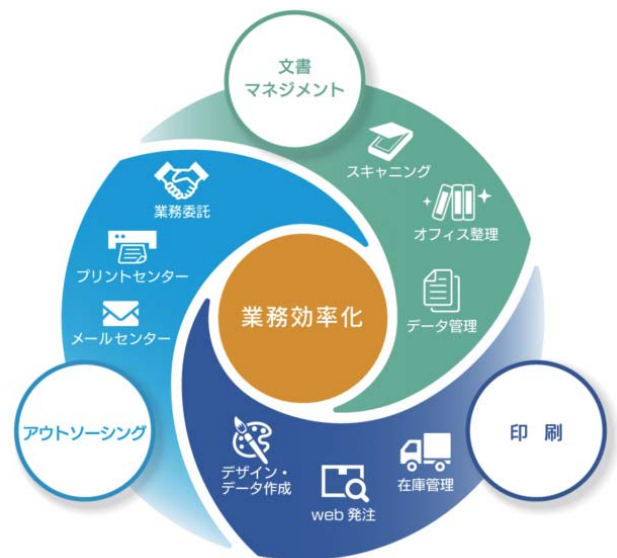 文書
マネジメント
スキャニング
オフィス整理
データ管理
業務委託
プリントセンター
メールセンター
業務効率化
アウトソーシング
印 刷
デザイン・
データ作成
web 発注
在庫管理